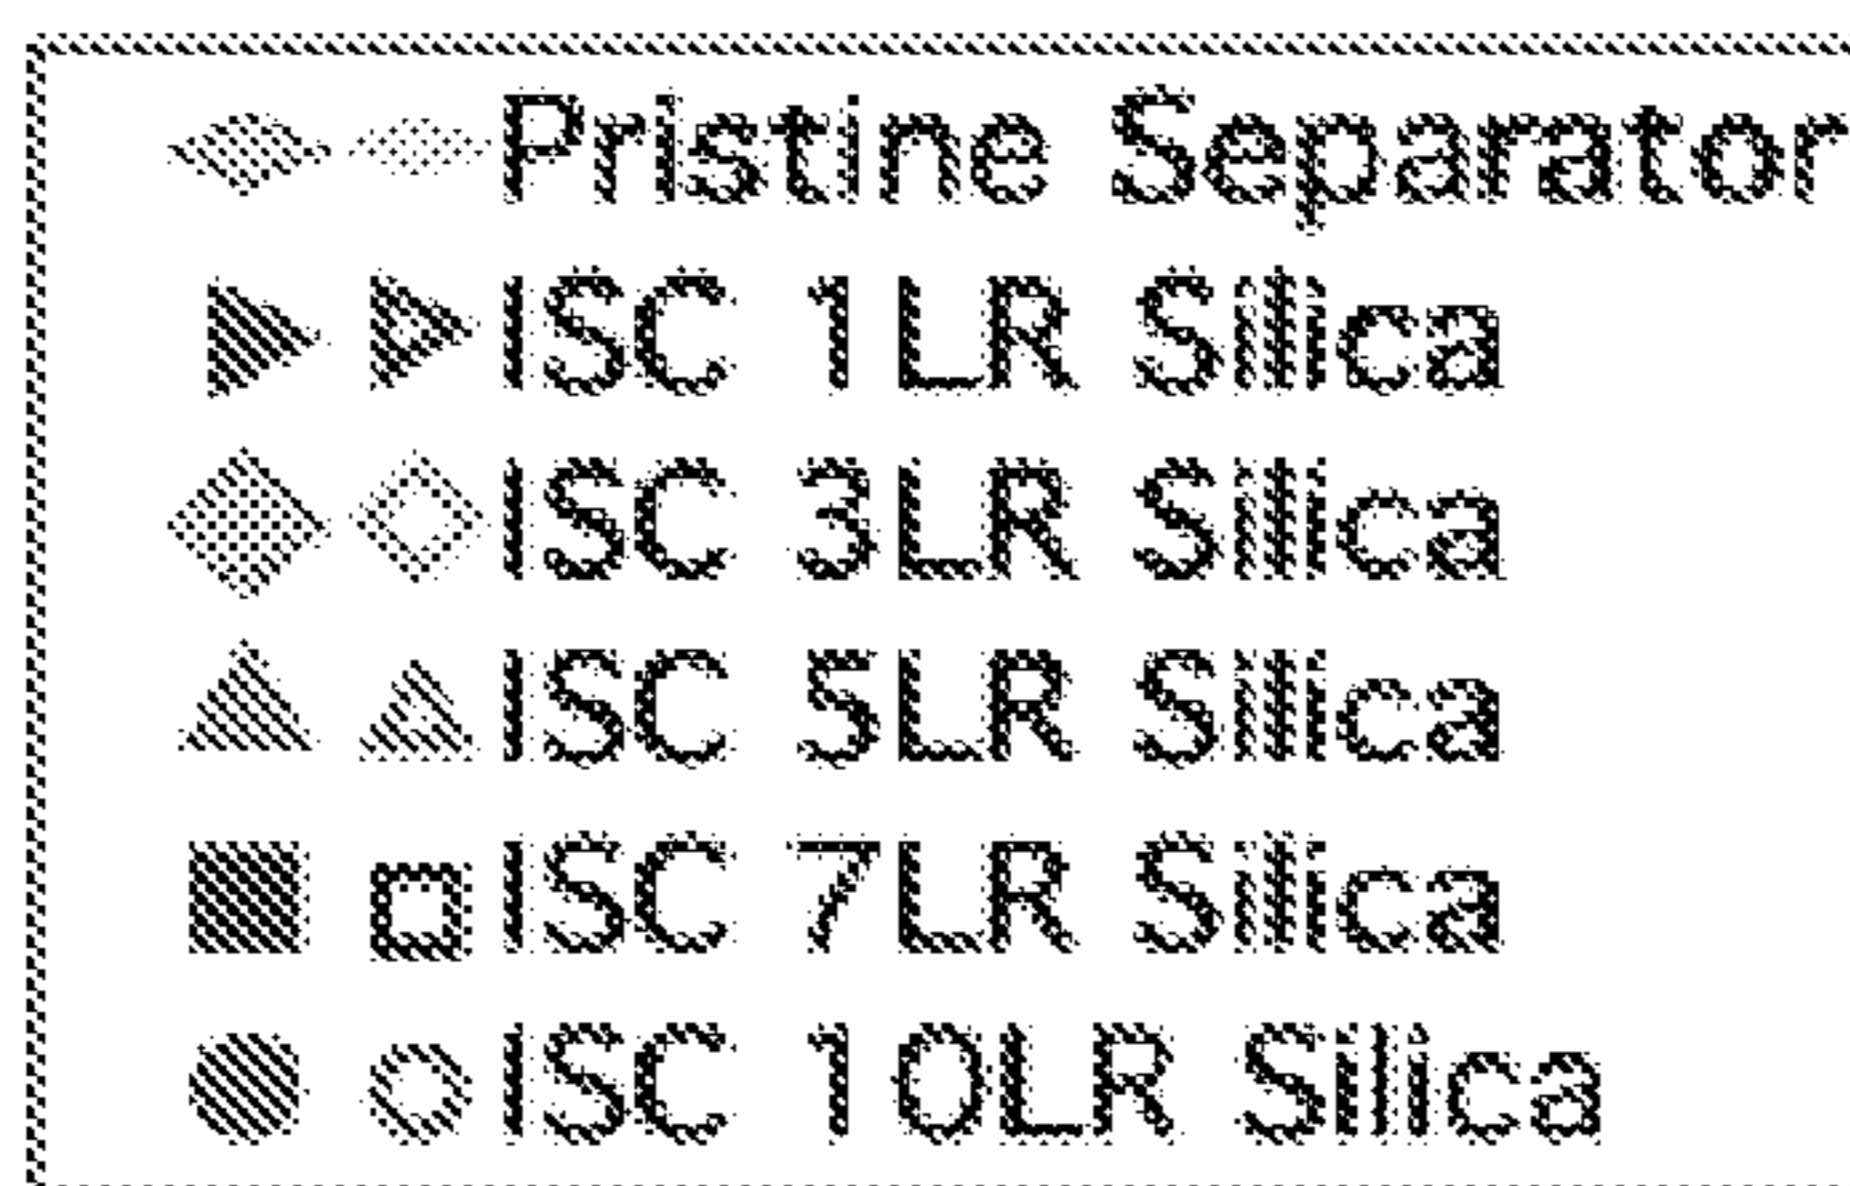 Pristine Separator
ISC 1LR Silica
ISC 3LR Silica
ISC 5LR Silica
ISC 7LR Silica
ISC 10LR Silica